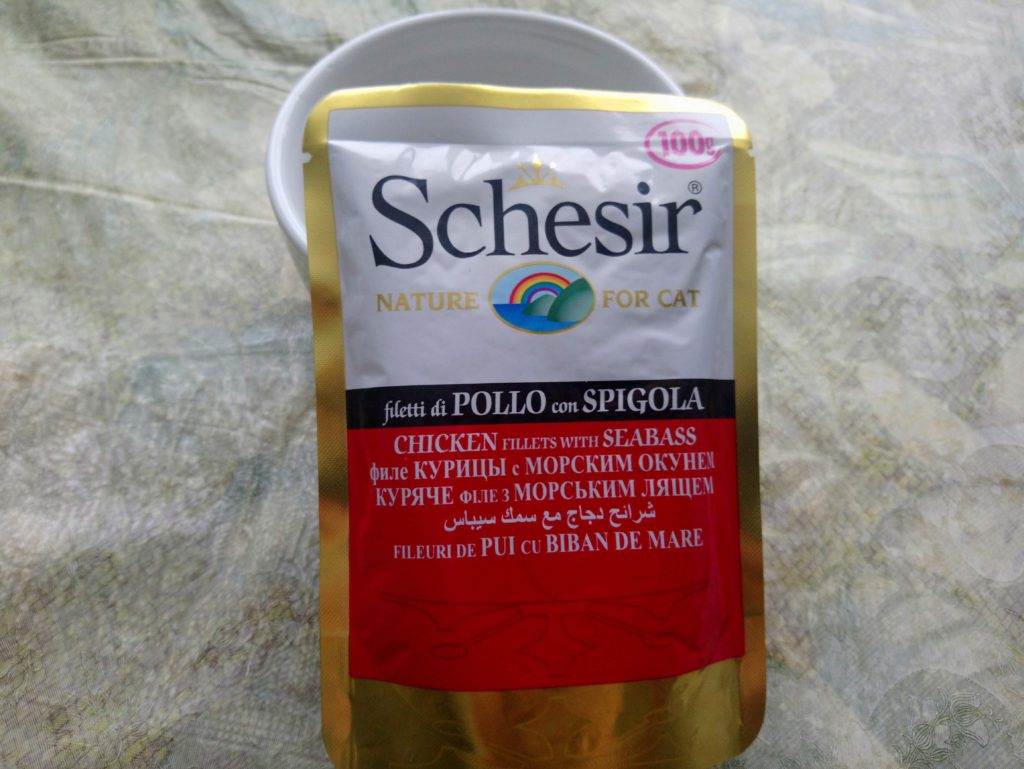 100g
Schesir®
NATURE FOR CAT
filetti di POLLO con SPIGOLA
CHICKEN FILLETS WITH SEABASS
филе КУРИЦЫ с МОРСКИМ ОКУНЕМ
КУРЯЧЕ ФІЛЕ З МОРСЬКИМ ЛЯЩЕМ
شرائح دجاج مع سمك سيباس
FILEURI DE PUI CU BIBAN DE MARE